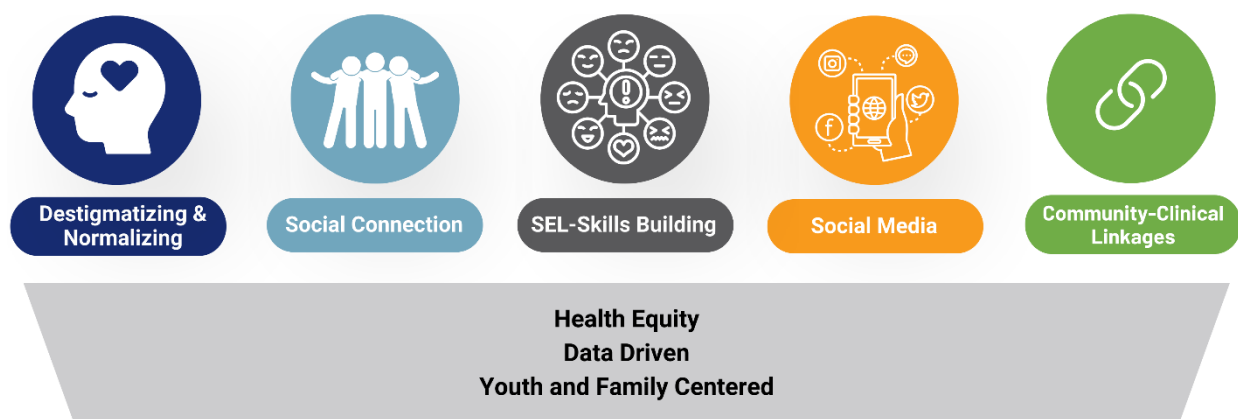 Destigmatizing &
Normalizing
Social Connection
SEL-Skills Building
Social Media
Community-Clinical
Linkages
Health Equity
Data Driven
Youth and Family Centered